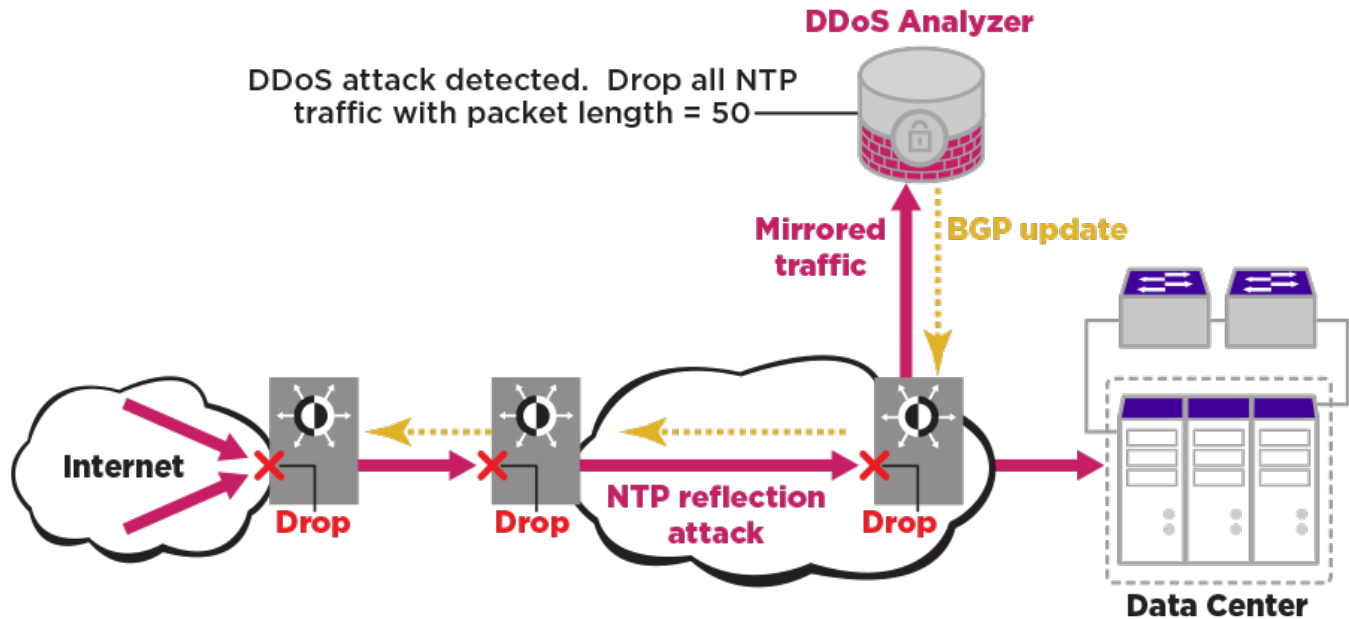 DDoS Analyzer
DDoS attack detected.  Drop all NTP
traffic with packet length = 50
Mirrored
traffic
BGP update
Internet
Drop
Drop
NTP reflection
attack
Drop
Data Center